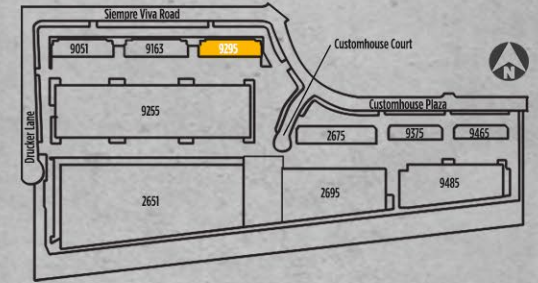 Siempre Viva Road
9051
9163
9295
Customhouse Court
N
Customhouse Plaza
Drucker Lane
9255
2675
9375
9465
2651
2695
9485